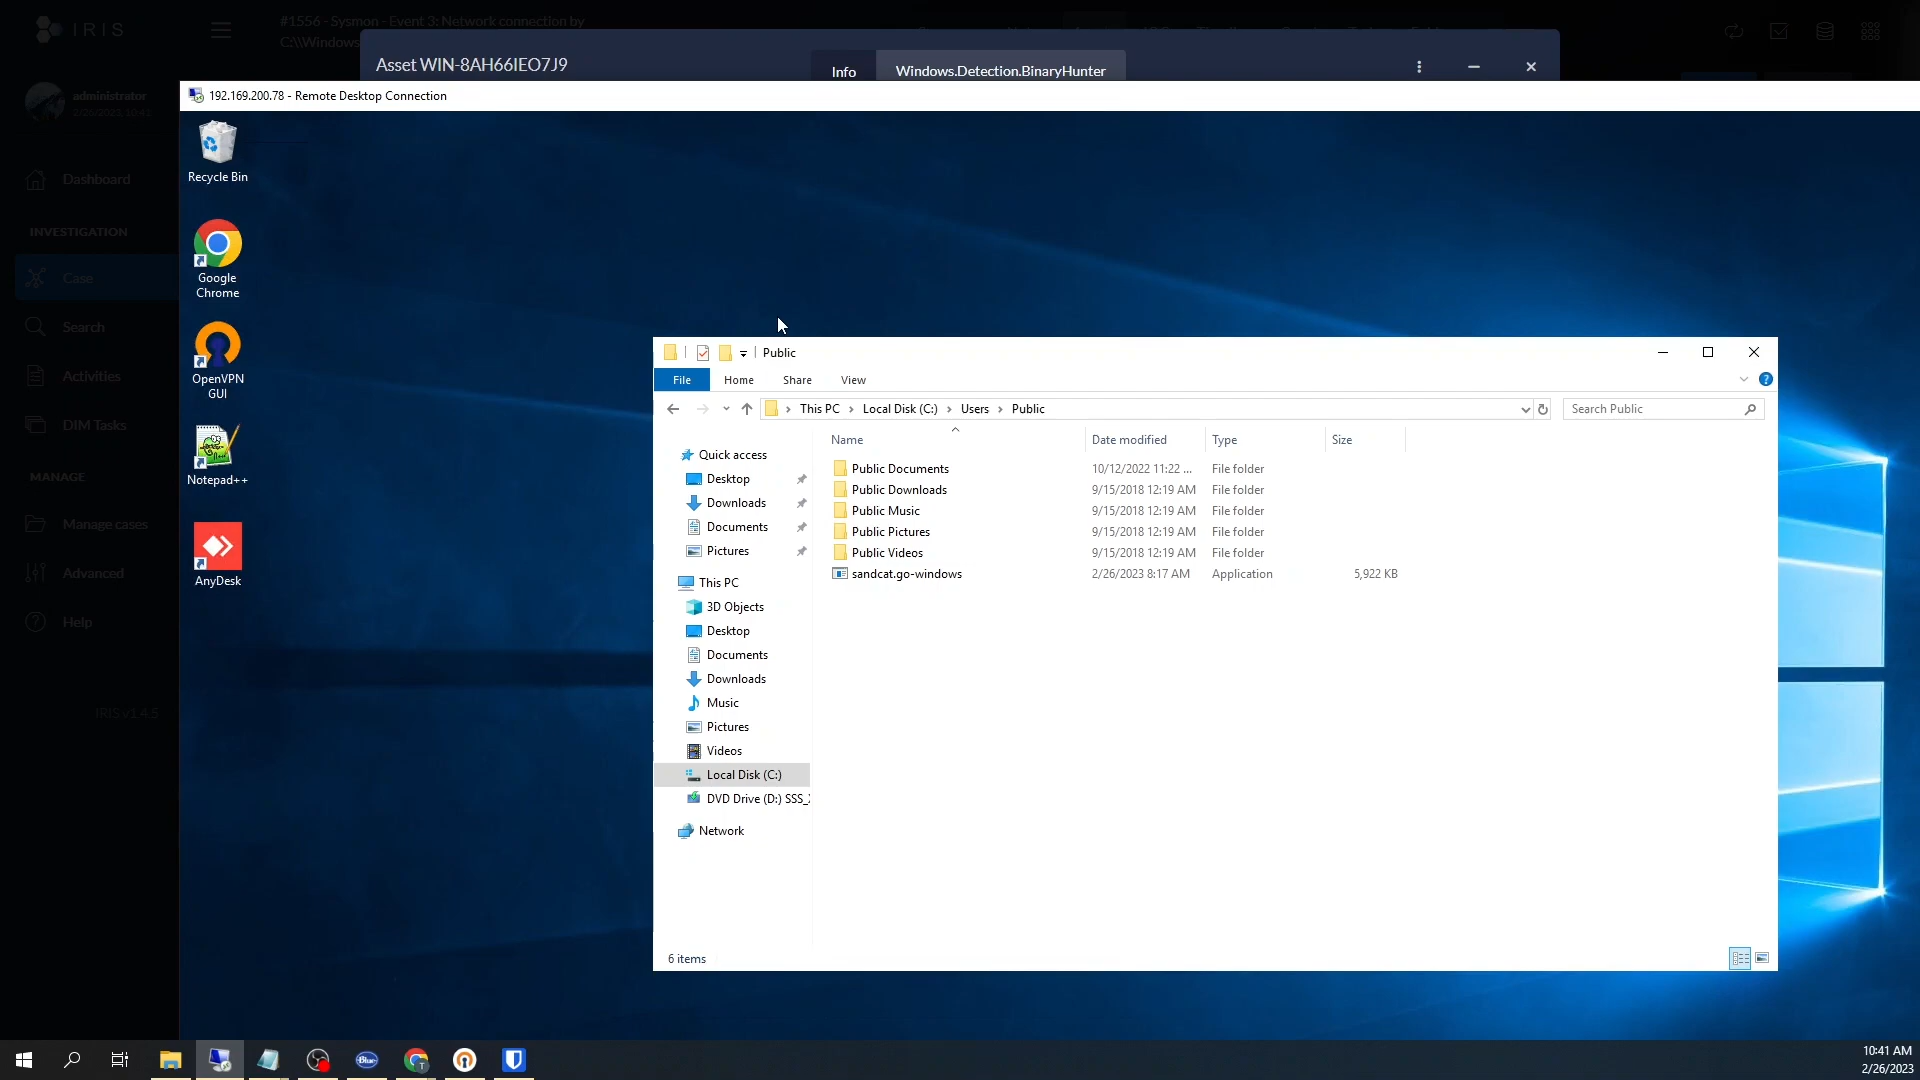 IRIS
#1556 - Sysmon - Event 3: Network connection by
C:\\Windows
Asset WIN-8AH66IEO7J9
Info
Windows.Detection.BinaryHunter
192.169.200.78 - Remote Desktop Connection
administrator
2/26/2023, 10:41
Dashboard
INVESTIGATION
Case
Search
Activities
DIM Tasks
MANAGE
Manage cases
Advanced
Help
IRIS v1.4.5
Recycle Bin
Google
Chrome
OpenVPN
GUI
Notepad++
AnyDesk
Public
File
Home
Share
View
This PC
Local Disk (C:)
Users
Public
Search Public
Name
Date modified
Type
Size
Quick access
Desktop
Downloads
Documents
Pictures
This PC
3D Objects
Desktop
Documents
Downloads
Music
Pictures
Videos
Local Disk (C:)
DVD Drive (D:) SSS_
Network
Public Documents 10/12/2022 11:22 ... File folder
Public Downloads 9/15/2018 12:19 AM File folder
Public Music 9/15/2018 12:19 AM File folder
Public Pictures 9/15/2018 12:19 AM File folder
Public Videos 9/15/2018 12:19 AM File folder
sandcat.go-windows 2/26/2023 8:17 AM Application 5,922 KB
6 items
Blue
10:41 AM
2/26/2023